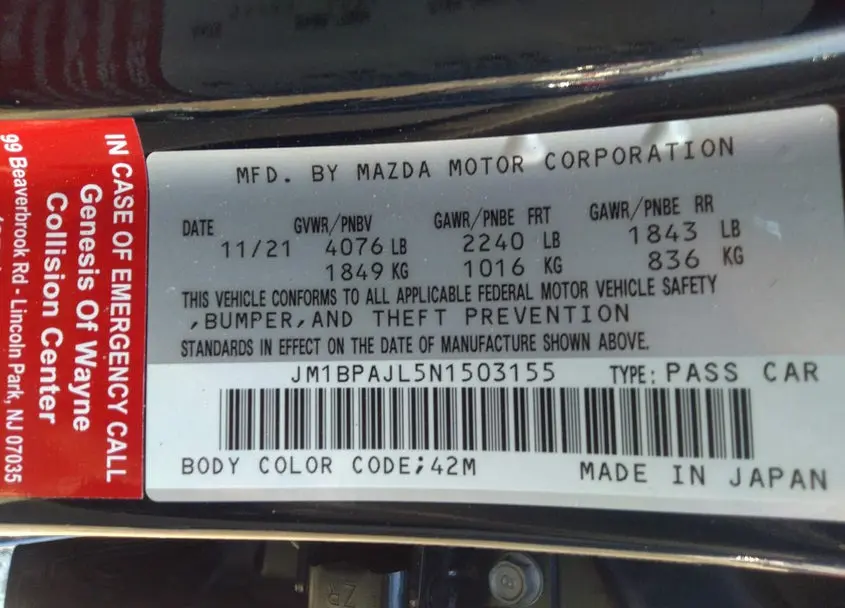 IN CASE OF EMERGENCY CALL
Genesis Of Wayne
Collision Center
99 Beaverbrook Rd - Lincoln Park, NJ 07035
MFD. BY MAZDA MOTOR CORPORATION
DATE GVWR/PNBV GAWR/PNBE FRT GAWR/PNBE RR
11/21 4076 LB 2240 LB 1843 LB
1849 KG 1016 KG 836 KG
THIS VEHICLE CONFORMS TO ALL APPLICABLE FEDERAL MOTOR VEHICLE SAFETY
,BUMPER,AND THEFT PREVENTION
STANDARDS IN EFFECT ON THE DATE OF MANUFACTURE SHOWN ABOVE.
JM1BPAJL5N1503155 TYPE: PASS CAR
BODY COLOR CODE;42M MADE IN JAPAN